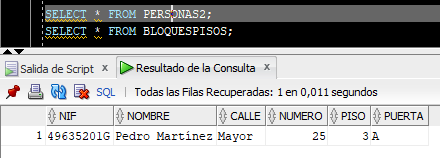 SELECT * FROM PERSONAS2;
SELECT * FROM BLOQUESPISOS;
Salida de Script × Resultado de la Consulta ×
SQL | Todas las Filas Recuperadas: 1 en 0,011 segundos
NIF NOMBRE CALLE NUMERO PISO PUERTA
1 49635201G Pedro Martínez Mayor 25 3 A